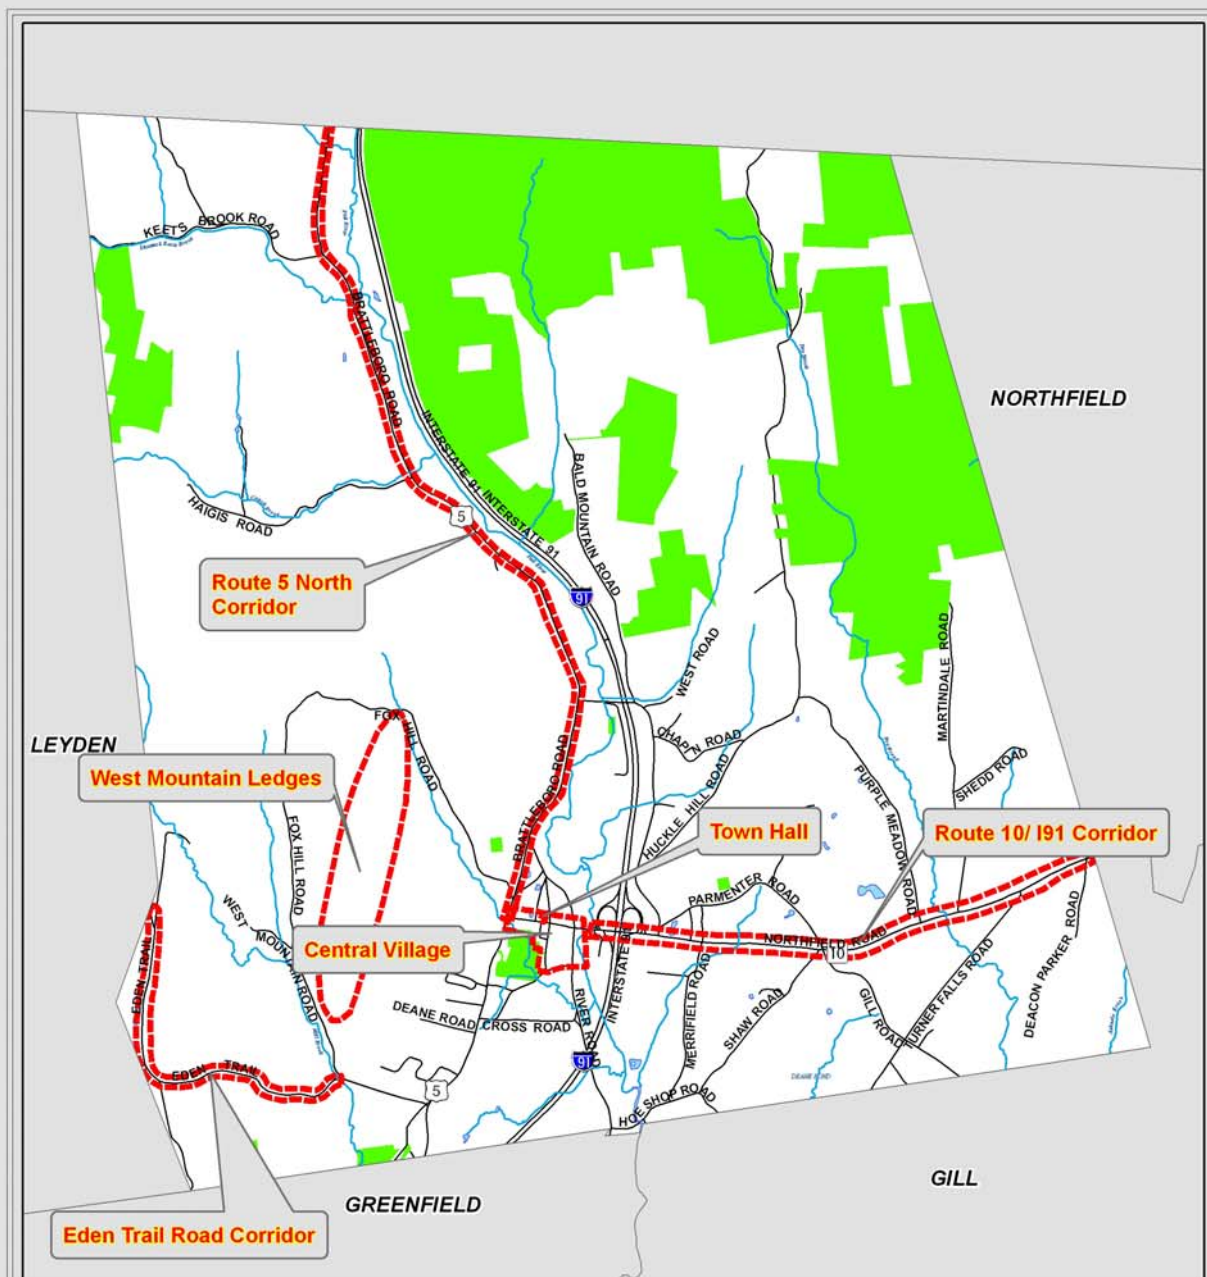 KEETS BROOK ROAD
BRATTLEBORO ROAD
NORTHFIELD
INTERSTATE 91
INTERSTATE 91
BALD MOUNTAIN ROAD
HAIGIS ROAD
5
Route 5 North
Corridor
91
WEST ROAD
MARTINDALE ROAD
FOX HILL ROAD
LEYDEN
CHAPIN ROAD
West Mountain Ledges
BRATTLEBORO ROAD
HUCKLE HILL ROAD
PURPLE MEADOW ROAD
SHEDD ROAD
Town Hall
Route 10/ I91 Corridor
FOX HILL ROAD
PARMENTER ROAD
WEST MOUNTAIN ROAD
Central Village
NORTHFIELD ROAD
10
EDEN TRAIL
INTERSTATE 91
DEANE ROAD
CROSS ROAD
RIVER ROAD
MERRIFIELD ROAD
SHAW ROAD
GILL ROAD
TURNER FALLS ROAD
DEACON PARKER ROAD
EDEN TRAIL
91
5
DEANE POND
HOE SHOP ROAD
GREENFIELD
GILL
Eden Trail Road Corridor